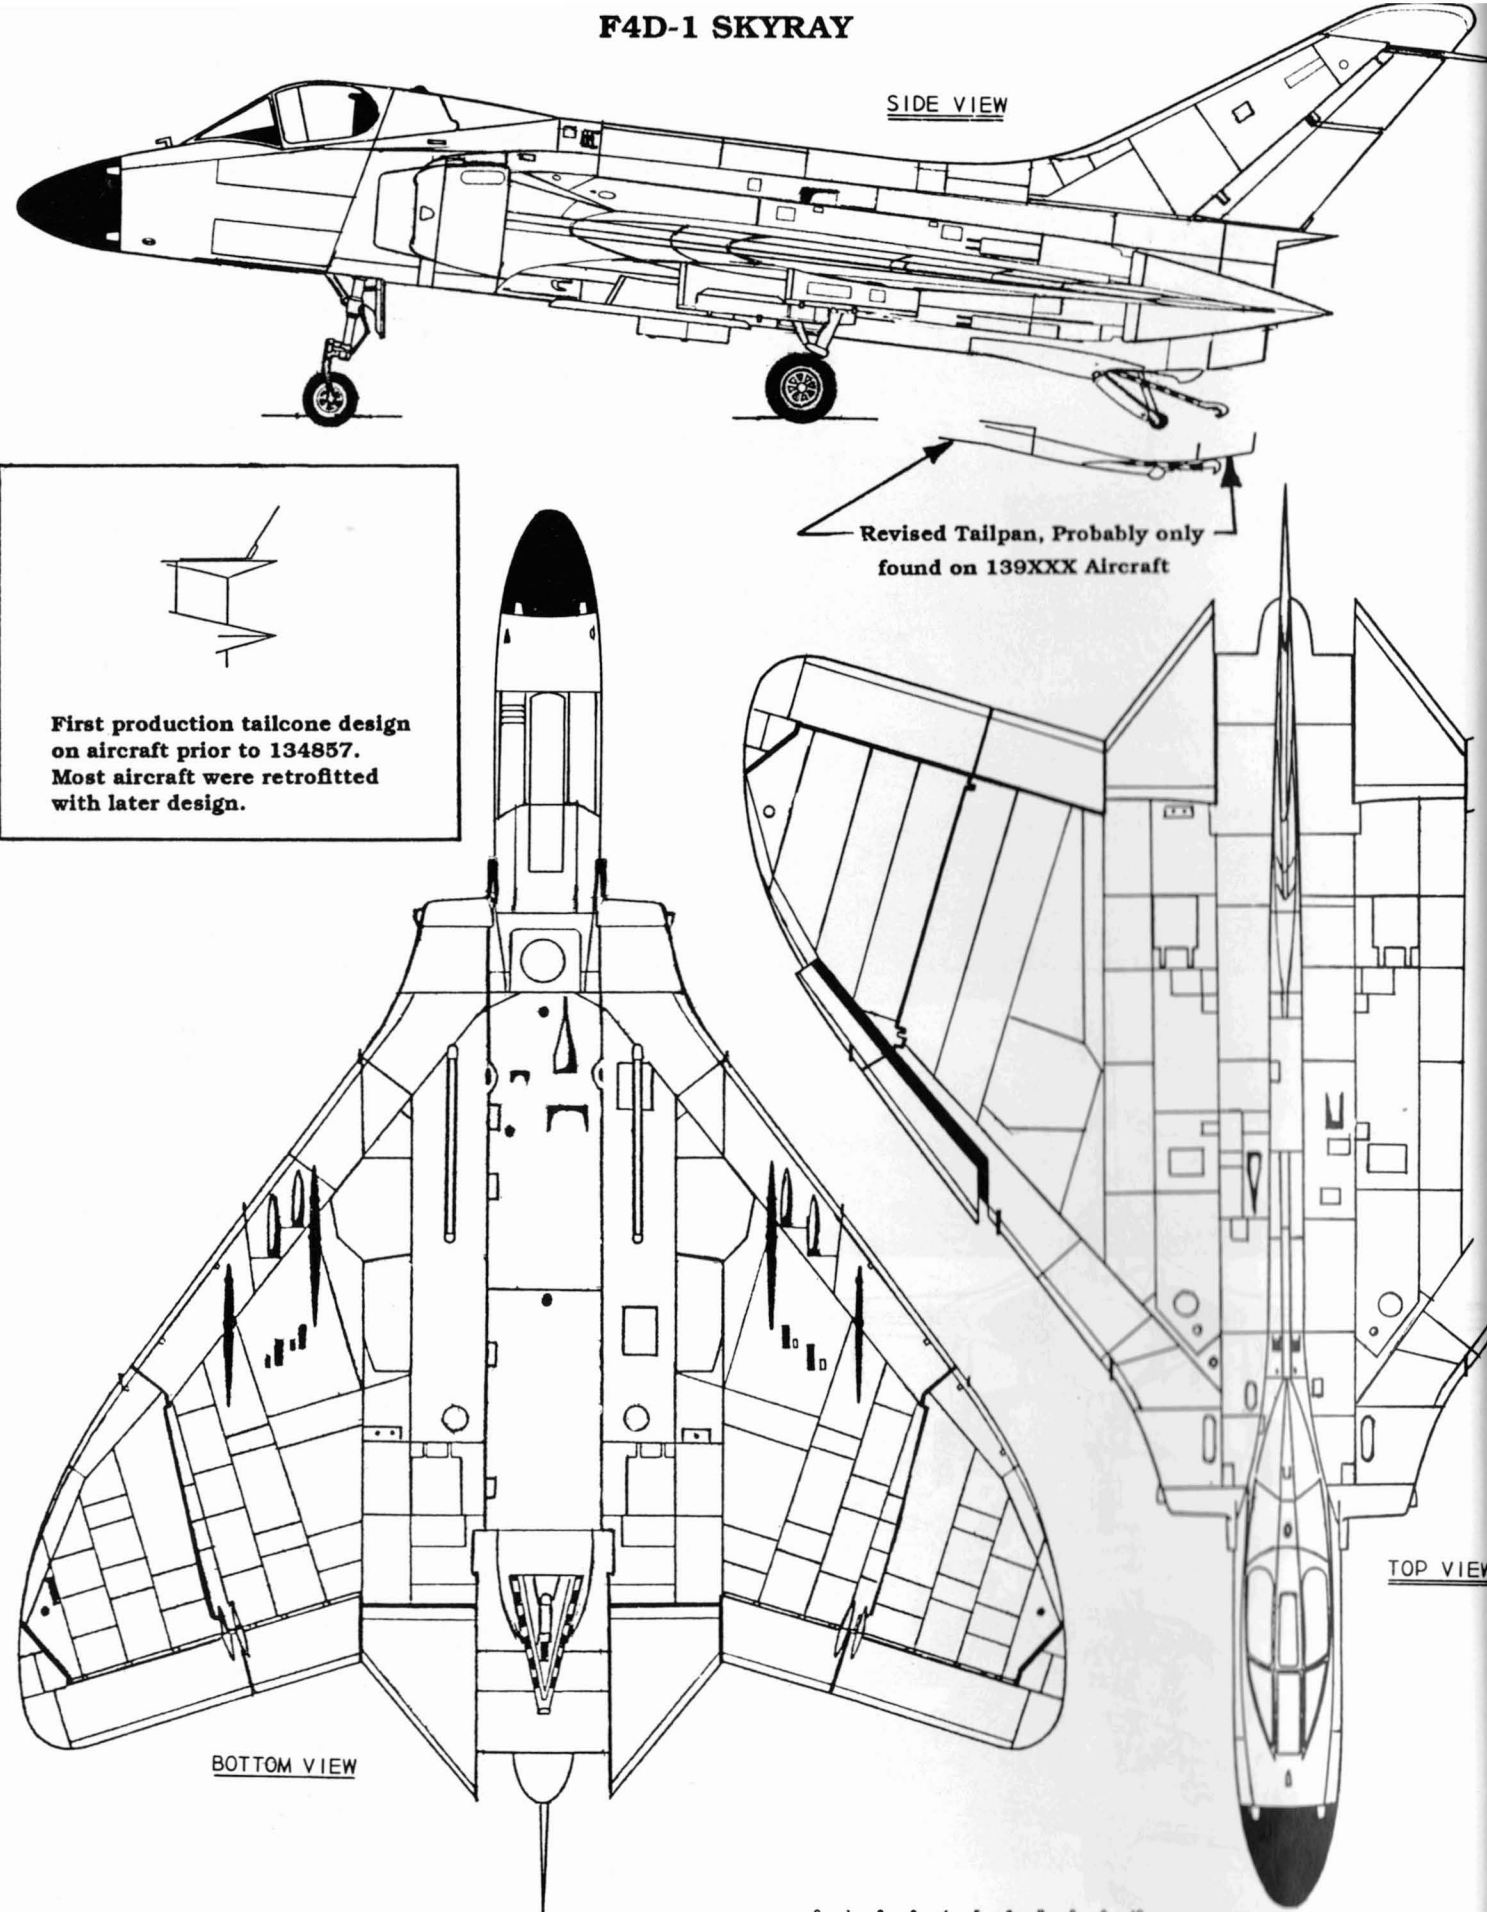 F4D-1 SKYRAY
SIDE VIEW
Revised Tailpan, Probably only
found on 139XXX Aircraft
First production tailcone design
on aircraft prior to 134857.
Most aircraft were retrofitted
with later design.
TOP VIEW
BOTTOM VIEW